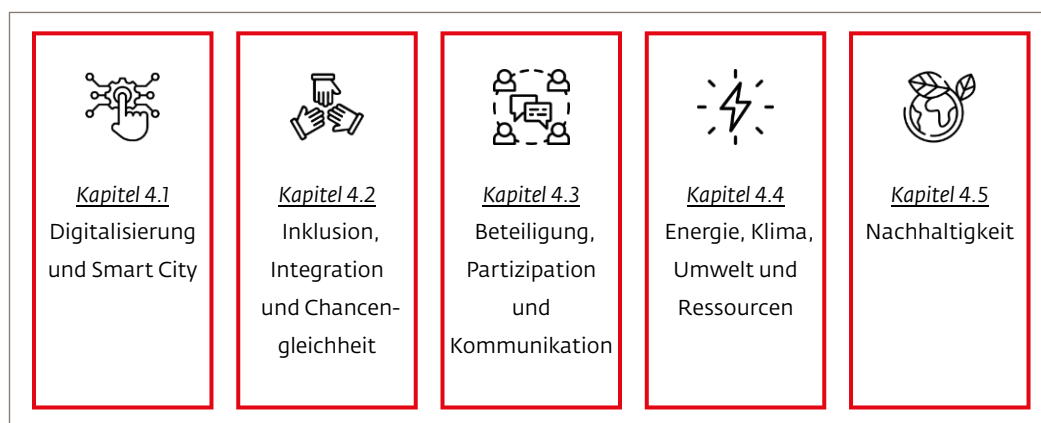 Kapitel 4.1
Digitalisierung
und Smart City
Kapitel 4.2
Inklusion,
Integration
und Chancen-
gleichheit
Kapitel 4.3
Beteiligung,
Partizipation
und
Kommunikation
Kapitel 4.4
Energie, Klima,
Umwelt und
Ressourcen
Kapitel 4.5
Nachhaltigkeit